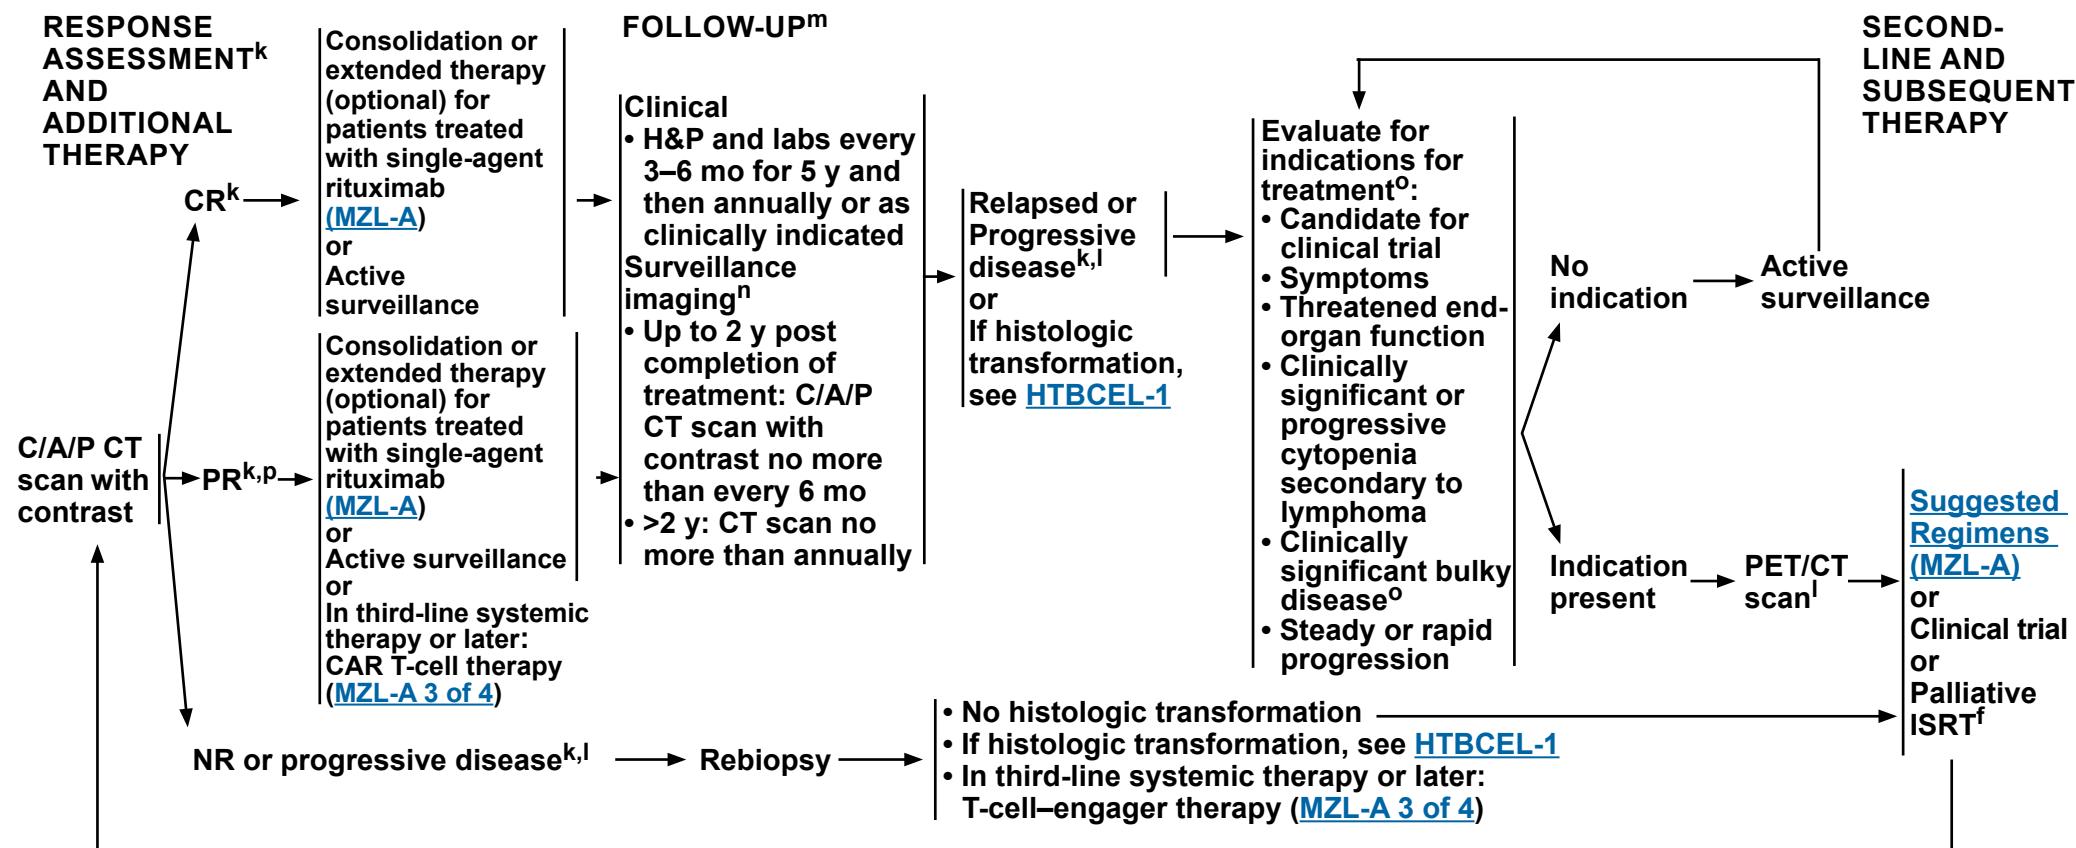 RESPONSE
ASSESSMENTk
AND
ADDITIONAL
THERAPY
FOLLOW-UPm
SECOND-
LINE AND
SUBSEQUENT
THERAPY
C/A/P CT
scan with
contrast
CRk
Consolidation or
extended therapy
(optional) for
patients treated
with single-agent
rituximab
(MZL-A)
or
Active
surveillance
PRk,p
Consolidation or
extended therapy
(optional) for
patients treated
with single-agent
rituximab
(MZL-A)
or
Active surveillance
or
In third-line systemic
therapy or later:
CAR T-cell therapy
(MZL-A 3 of 4)
Clinical
• H&P and labs every
3–6 mo for 5 y and
then annually or as
clinically indicated
Surveillance
imagingn
• Up to 2 y post
completion of
treatment: C/A/P
CT scan with
contrast no more
than every 6 mo
• >2 y: CT scan no
more than annually
Relapsed or
Progressive
diseasek,l
or
If histologic
transformation,
see HTBCEL-1
Evaluate for
indications for
treatmento:
• Candidate for
clinical trial
• Symptoms
• Threatened end-
organ function
• Clinically
significant or
progressive
cytopenia
secondary to
lymphoma
• Clinically
significant bulky
diseaseo
• Steady or rapid
progression
No
indication
Active
surveillance
Indication
present
PET/CT
scanl
Suggested
Regimens
(MZL-A)
or
Clinical trial
or
Palliative
ISRTf
NR or progressive diseasek,l
Rebiopsy
• No histologic transformation
• If histologic transformation, see HTBCEL-1
• In third-line systemic therapy or later:
T-cell–engager therapy (MZL-A 3 of 4)